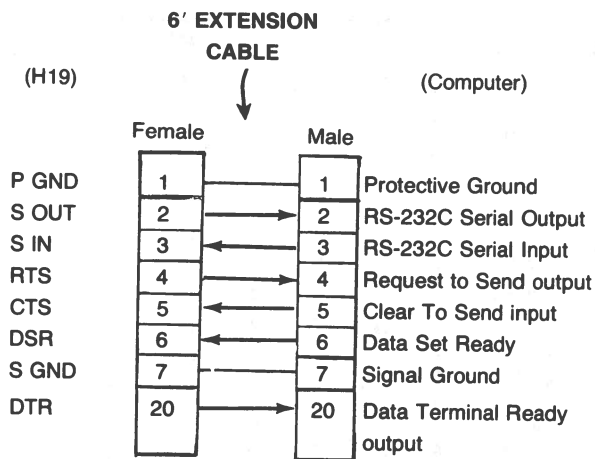 6′ EXTENSION
CABLE
(H19)
(Computer)
Female
Male
P GND 1 1 Protective Ground
S OUT 2 2 RS-232C Serial Output
S IN 3 3 RS-232C Serial Input
RTS 4 4 Request to Send output
CTS 5 5 Clear To Send input
DSR 6 6 Data Set Ready
S GND 7 7 Signal Ground
DTR 20 20 Data Terminal Ready
output